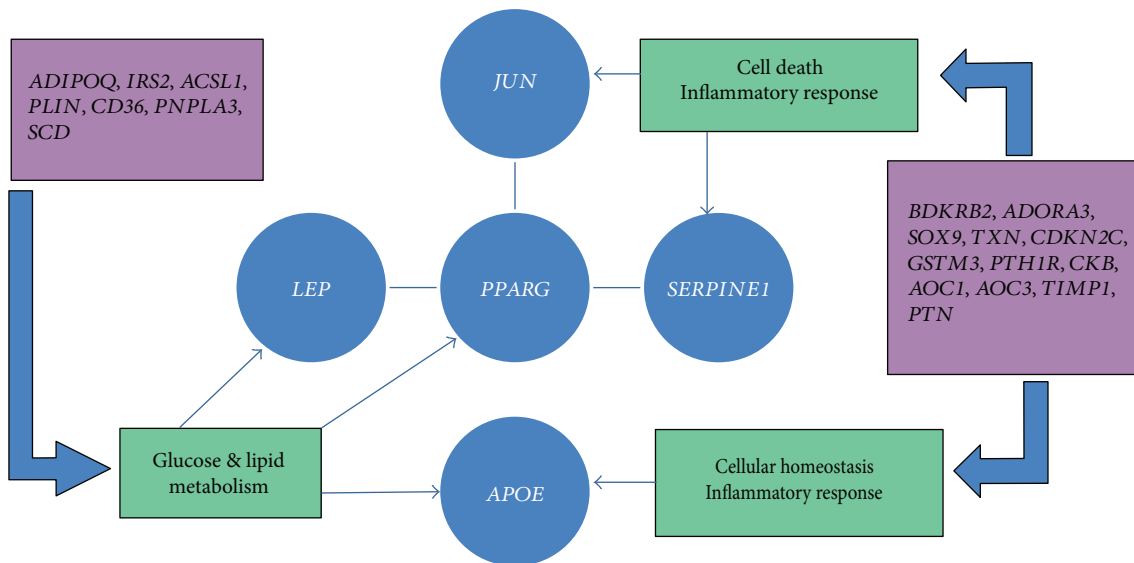 ADIPOQ, IRS2, ACSL1,
PLIN, CD36, PNPLA3,
SCD
JUN
Cell death
Inflammatory response
BDKRB2, ADORA3,
SOX9, TXN, CDKN2C,
GSTM3, PTH1R, CKB,
AOC1, AOC3, TIMP1,
PTN
LEP
PPARG
SERPINE1
Glucose & lipid
metabolism
APOE
Cellular homeostasis
Inflammatory response